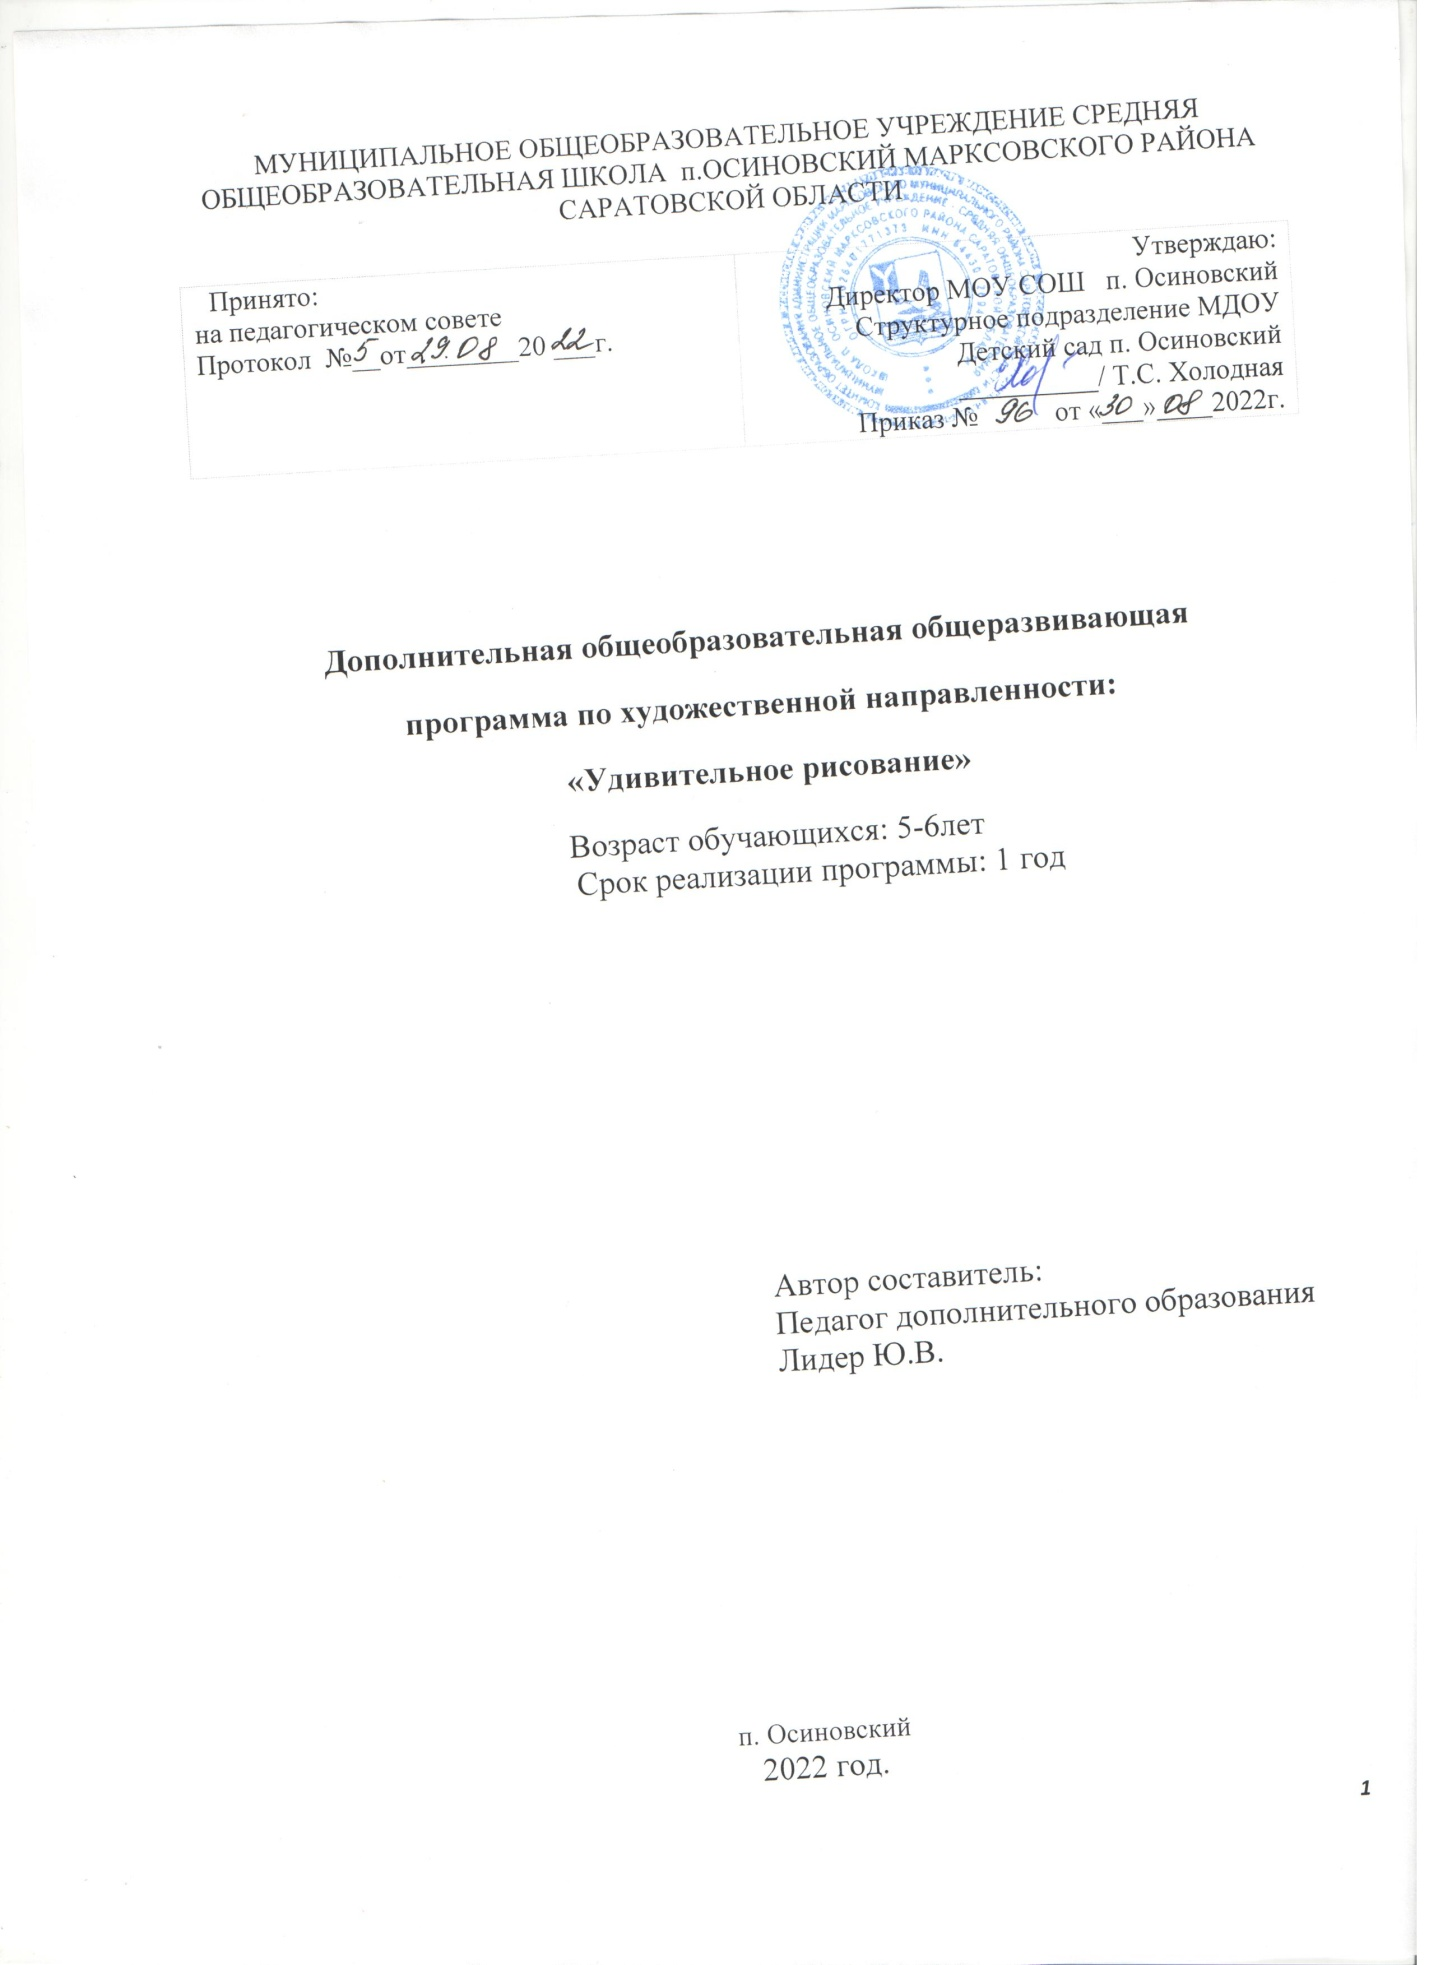 МУНИЦИПАЛЬНОЕ ОБЩЕОБРАЗОВАТЕЛЬНОЕ УЧРЕЖДЕНИЕ СРЕДНЯЯ
ОБЩЕОБРАЗОВАТЕЛЬНАЯ ШКОЛА п.ОСИНОВСКИЙ МАРКСОВСКОГО РАЙОНА
САРАТОВСКОЙ ОБЛАСТИ
Принято:
на педагогическом совете
Протокол №5 от 29.08 2022 г.
Утверждаю:
Директор МОУ СОШ п. Осиновский
Структурное подразделение МДОУ
Детский сад п. Осиновский
/ Т.С. Холодная
Приказ № 96 от «30» 08 2022г.
Дополнительная общеобразовательная общеразвивающая
программа по художественной направленности:
«Удивительное рисование»
Возраст обучающихся: 5-6лет
Срок реализации программы: 1 год
Автор составитель:
Педагог дополнительного образования
Лидер Ю.В.
п. Осиновский
2022 год.
1